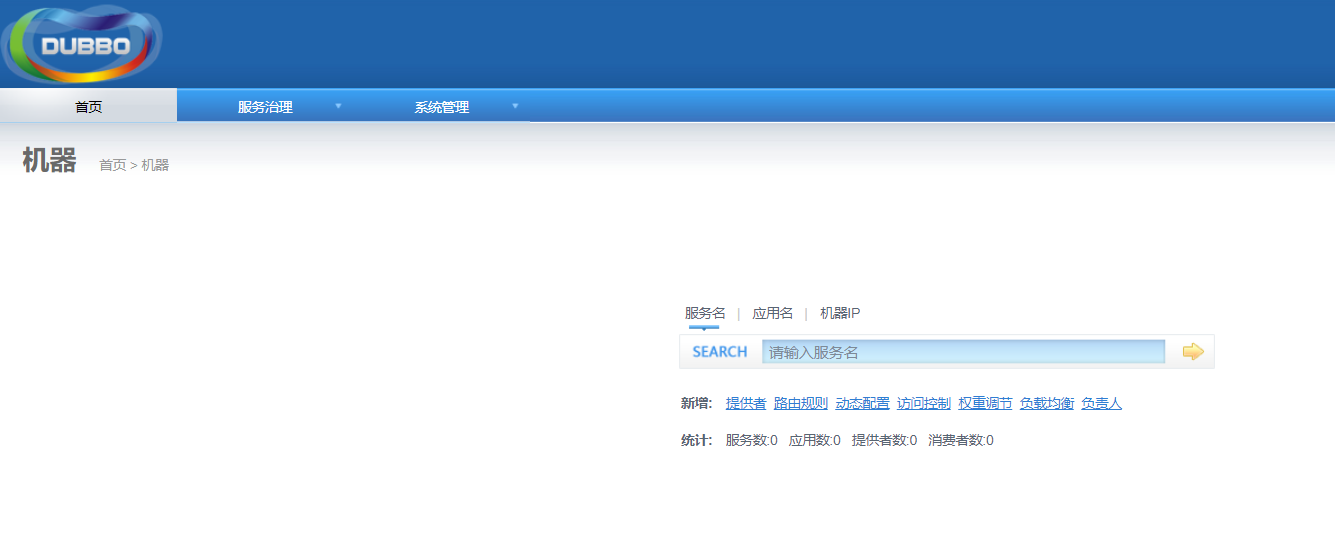 DUBBO
首页 服务治理 系统管理
机器 首页 > 机器
服务名 | 应用名 | 机器IP
SEARCH 请输入服务名
新增: 提供者 路由规则 动态配置 访问控制 权重调节 负载均衡 负责人
统计: 服务数:0 应用数:0 提供者数:0 消费者数:0